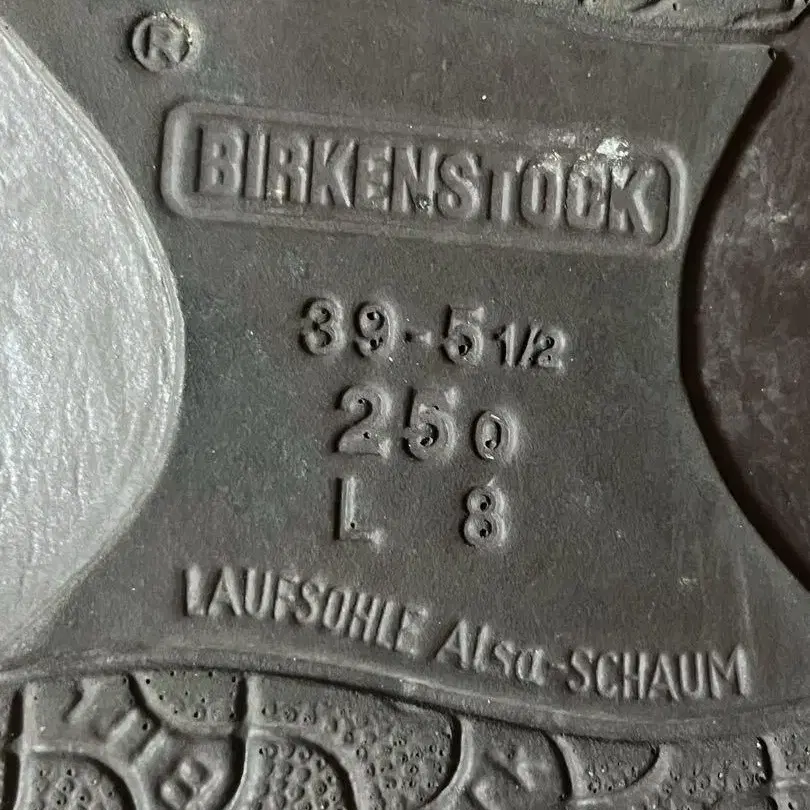 ®
BIRKENSTOCK
39-5 1/2
250
L 8
LAUFSOHLE Alsa-SCHAUM